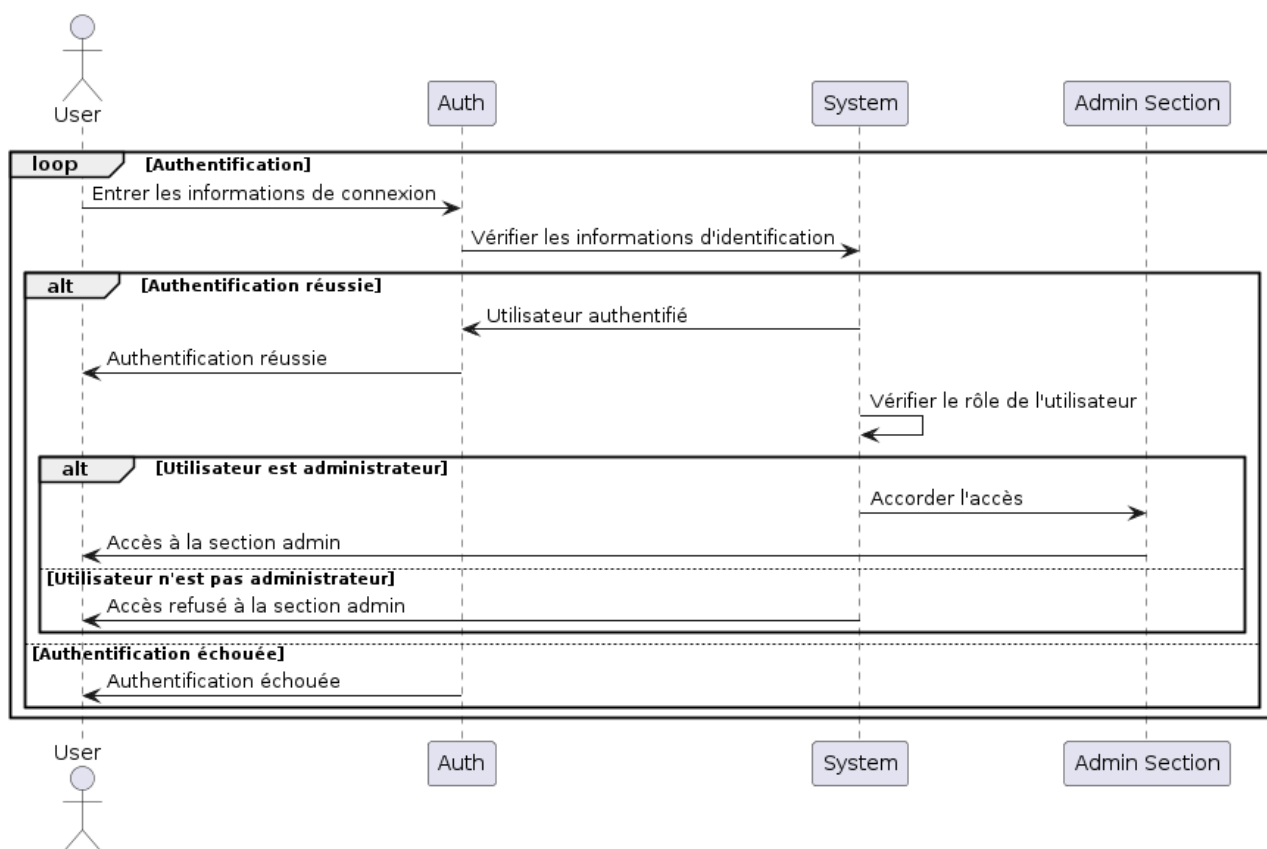 User
Auth
System
Admin Section
loop [Authentification]
Entrer les informations de connexion
Vérifier les informations d'identification
alt [Authentification réussie]
Utilisateur authentifié
Authentification réussie
Vérifier le rôle de l'utilisateur
alt [Utilisateur est administrateur]
Accorder l'accès
Accès à la section admin
[Utilisateur n'est pas administrateur]
Accès refusé à la section admin
[Authentification échouée]
Authentification échouée
User
Auth
System
Admin Section